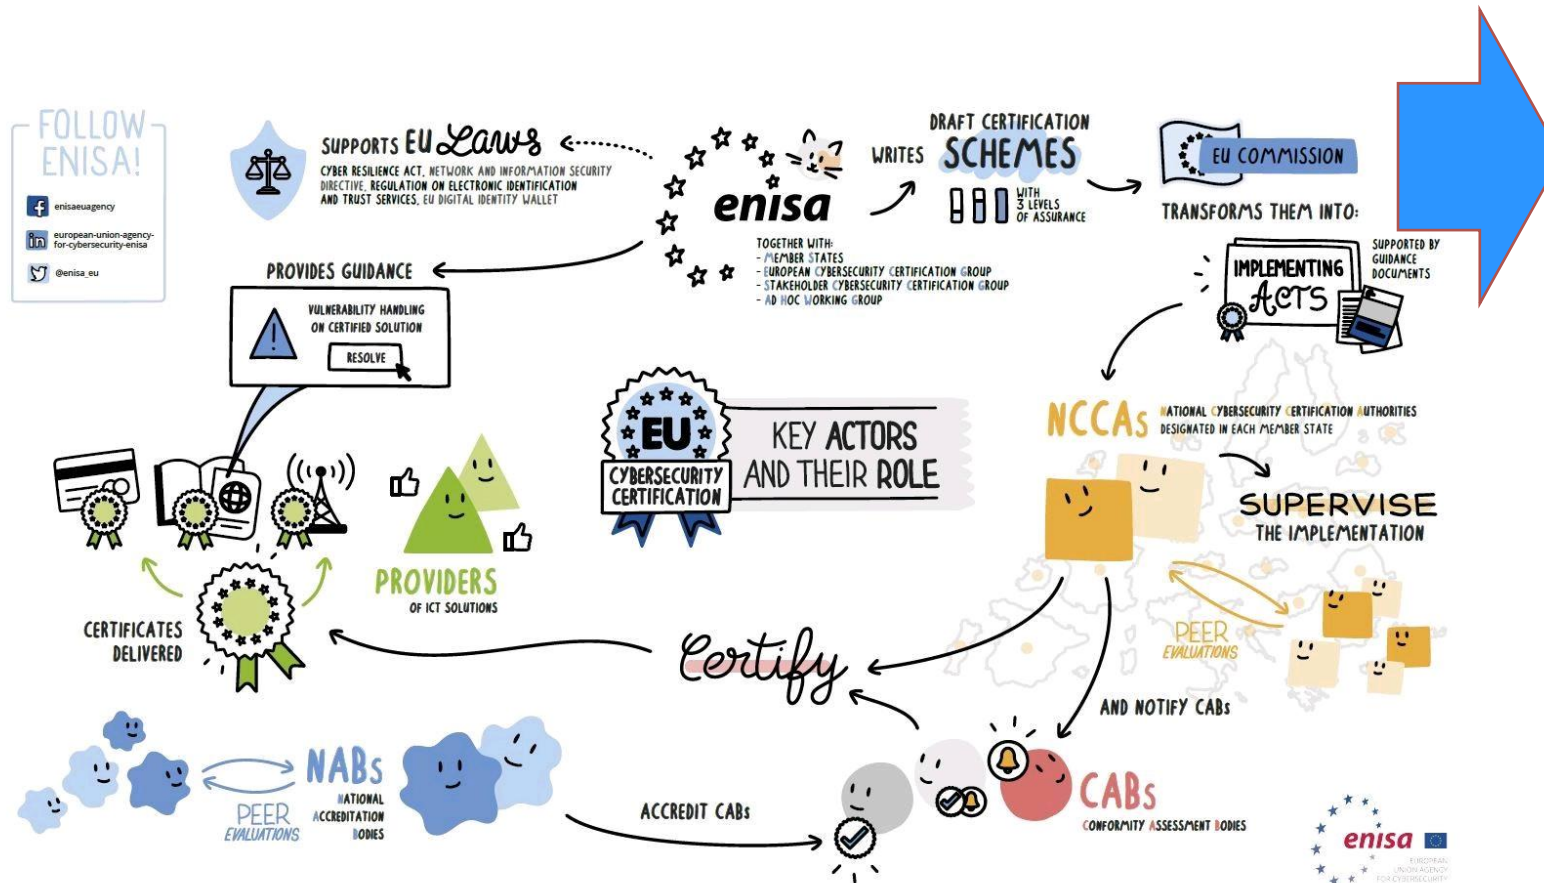 FOLLOW
ENISA!
enisaeuagency
european-union-agency-
for-cybersecurity-enisa
@enisa_eu
SUPPORTS EU Laws
CYBER RESILIENCE ACT, NETWORK AND INFORMATION SECURITY
DIRECTIVE, REGULATION ON ELECTRONIC IDENTIFICATION
AND TRUST SERVICES, EU DIGITAL IDENTITY WALLET
enisa
TOGETHER WITH:
- MEMBER STATES
- EUROPEAN CYBERSECURITY CERTIFICATION GROUP
- STAKEHOLDER CYBERSECURITY CERTIFICATION GROUP
- AD HOC WORKING GROUP
WRITES
DRAFT CERTIFICATION
SCHEMES
WITH
3 LEVELS
OF ASSURANCE
EU COMMISSION
TRANSFORMS THEM INTO:
IMPLEMENTING
ACTS
SUPPORTED BY
GUIDANCE
DOCUMENTS
PROVIDES GUIDANCE
VULNERABILITY HANDLING
ON CERTIFIED SOLUTION
RESOLVE
EU
CYBERSECURITY
CERTIFICATION
KEY ACTORS
AND THEIR ROLE
NCCAs
NATIONAL CYBERSECURITY CERTIFICATION AUTHORITIES
DESIGNATED IN EACH MEMBER STATE
SUPERVISE
THE IMPLEMENTATION
PEER
EVALUATIONS
PROVIDERS
OF ICT SOLUTIONS
CERTIFICATES
DELIVERED
Certify
AND NOTIFY CABs
NABs
NATIONAL
ACCREDITATION
BODIES
PEER
EVALUATIONS
ACCREDIT CABs
CABs
CONFORMITY ASSESSMENT BODIES
enisa
EUROPEAN
UNION AGENCY
FOR CYBERSECURITY